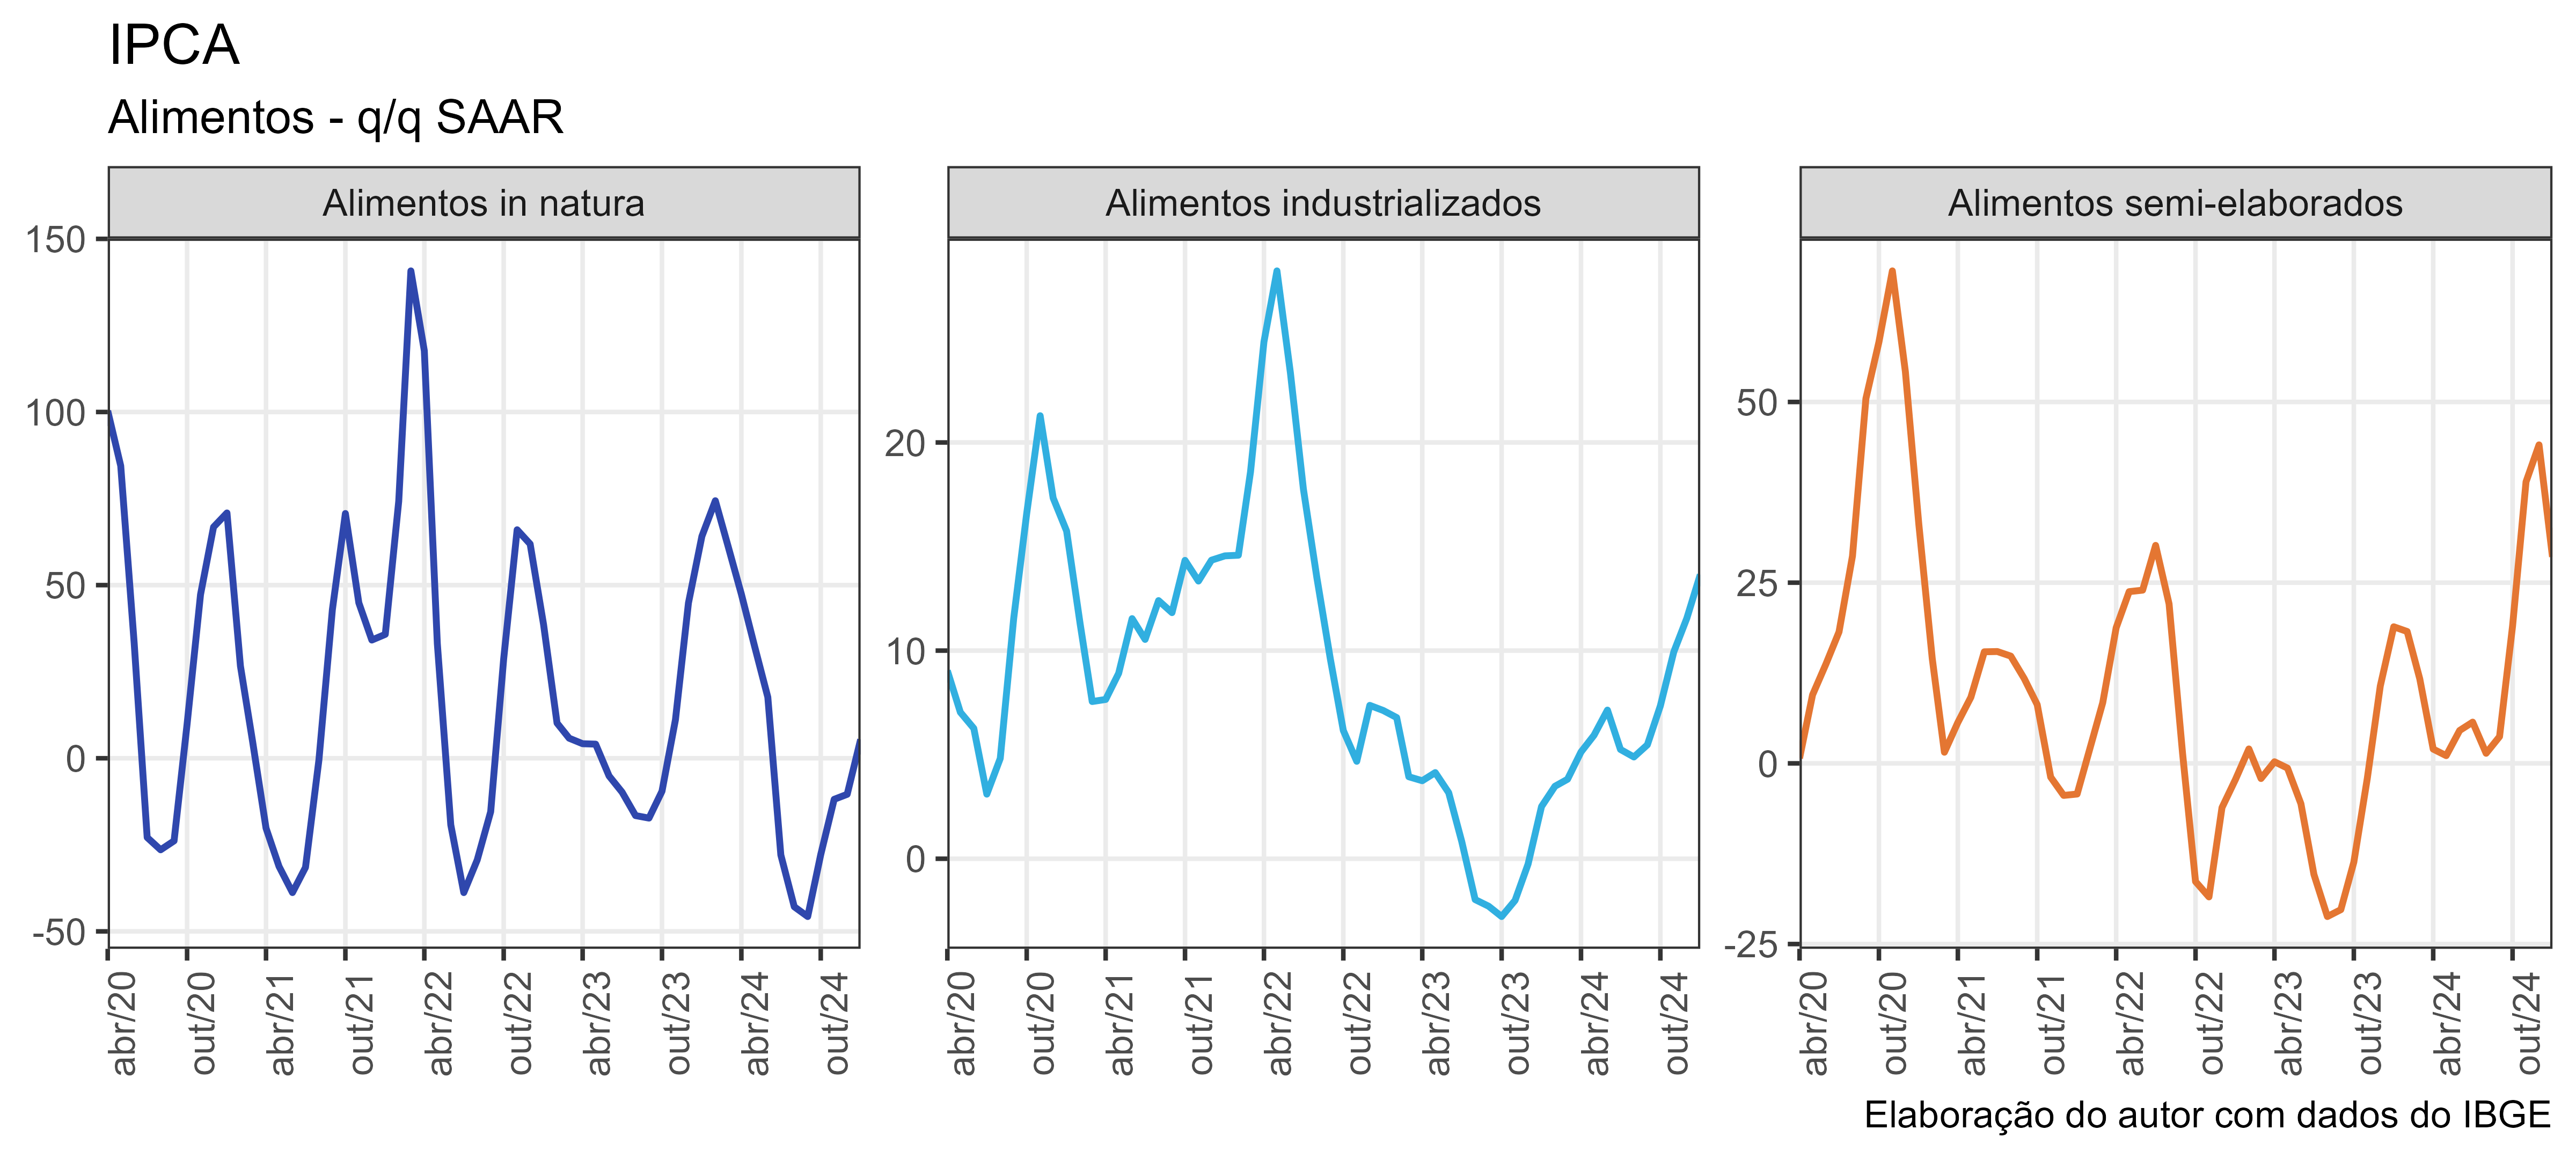 IPCA
Alimentos - q/q SAAR
Alimentos in natura
150
100
50
0
-50
abr/20
out/20
abr/21
out/21
abr/22
out/22
abr/23
out/23
abr/24
out/24
Alimentos industrializados
20
10
0
abr/20
out/20
abr/21
out/21
abr/22
out/22
abr/23
out/23
abr/24
out/24
Alimentos semi-elaborados
50
25
0
-25
abr/20
out/20
abr/21
out/21
abr/22
out/22
abr/23
out/23
abr/24
out/24
Elaboração do autor com dados do IBGE